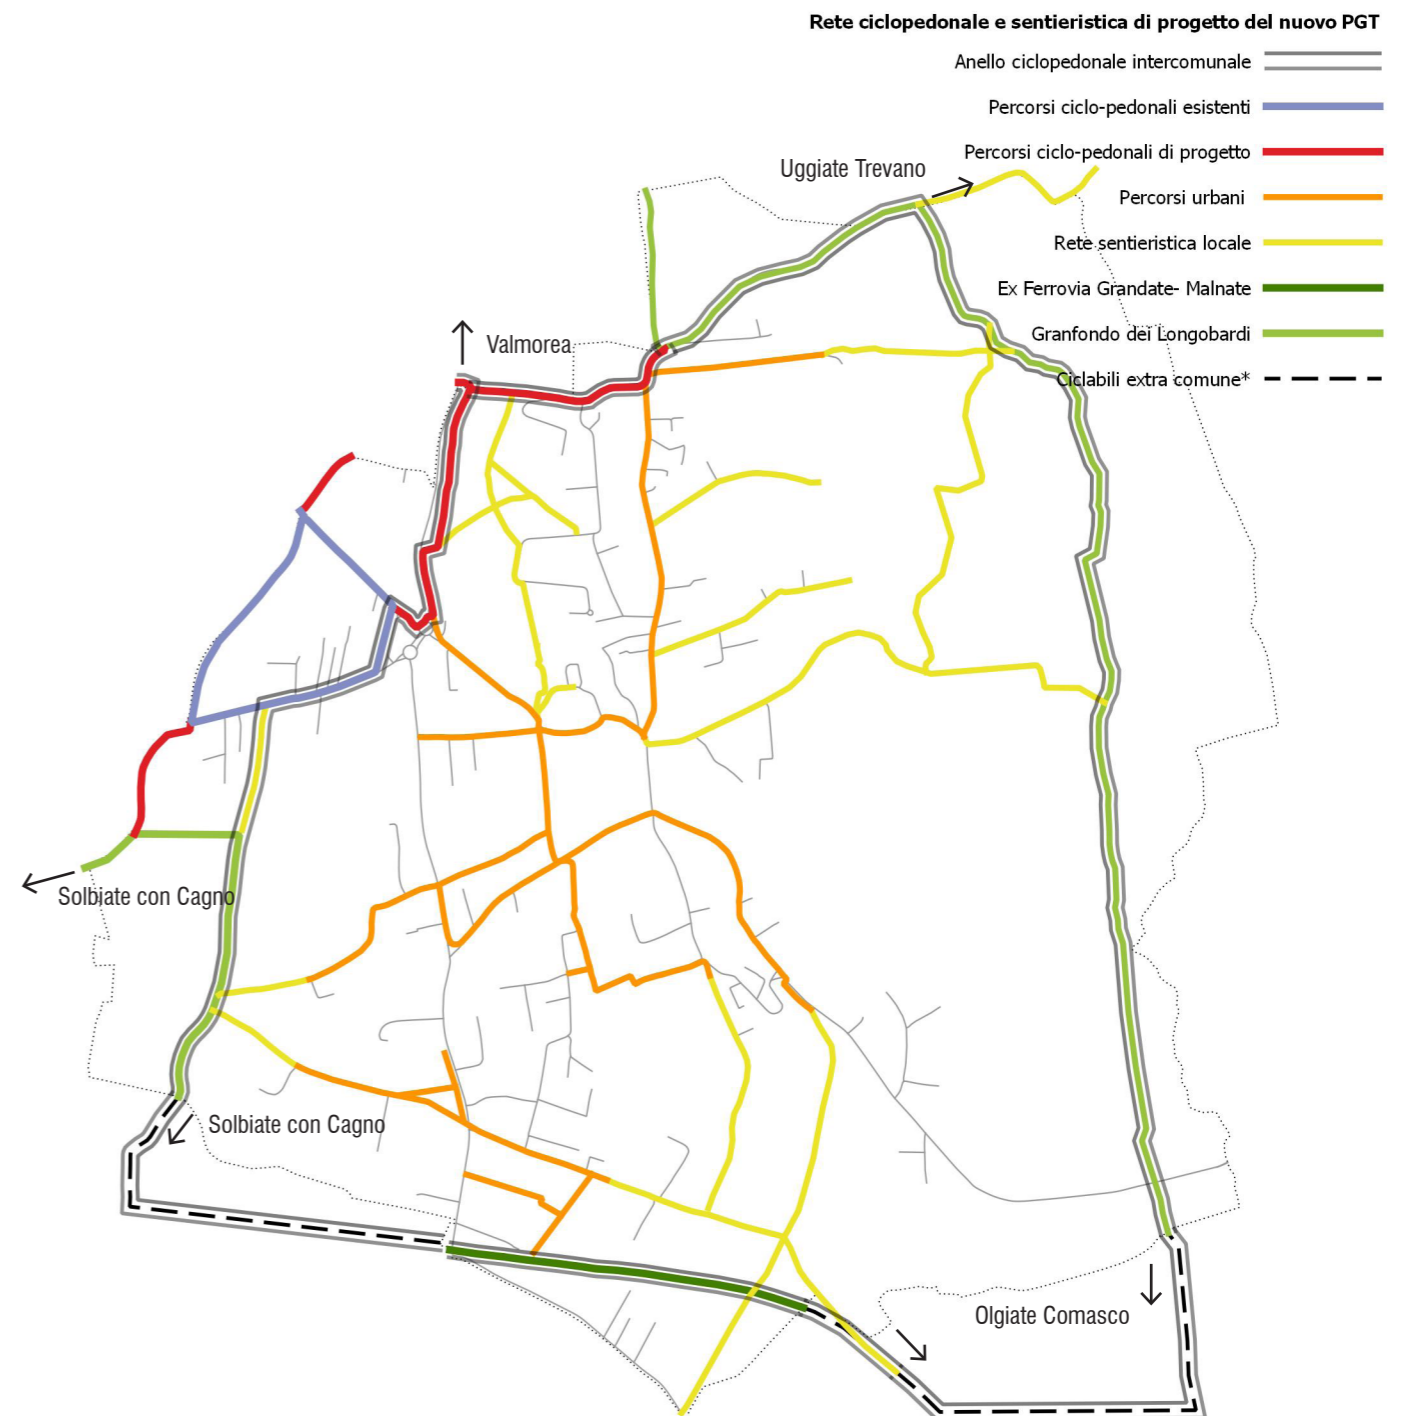 Rete ciclopedonale e sentieristica di progetto del nuovo PGT
Anello ciclopedonale intercomunale
Percorsi ciclo-pedonali esistenti
Percorsi ciclo-pedonali di progetto
Percorsi urbani
Rete sentieristica locale
Ex Ferrovia Grandate- Malnate
Granfondo dei Longobardi
Ciclabili extra comune*
Uggiate Trevano
Valmorea
Solbiate con Cagno
Solbiate con Cagno
Olgiate Comasco